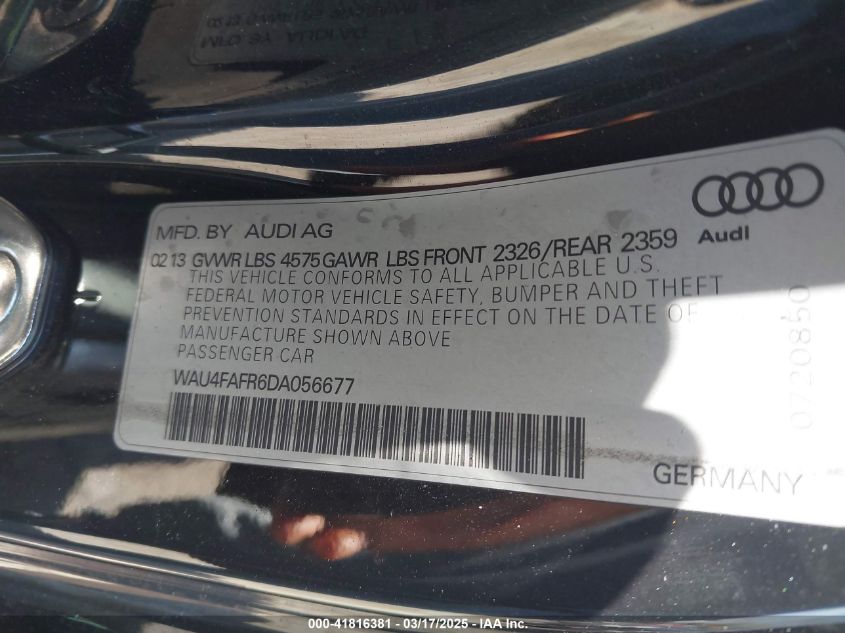 MFD. BY AUDI AG
Audi
02 13 GVWR LBS 4575 GAWR LBS FRONT 2326/REAR 2359
THIS VEHICLE CONFORMS TO ALL APPLICABLE U.S.
FEDERAL MOTOR VEHICLE SAFETY, BUMPER AND THEFT
PREVENTION STANDARDS IN EFFECT ON THE DATE OF
MANUFACTURE SHOWN ABOVE
PASSENGER CAR
WAU4FAFR6DA056677
GERMANY
0720850
000-41816381 - 03/17/2025 - IAAI Canada